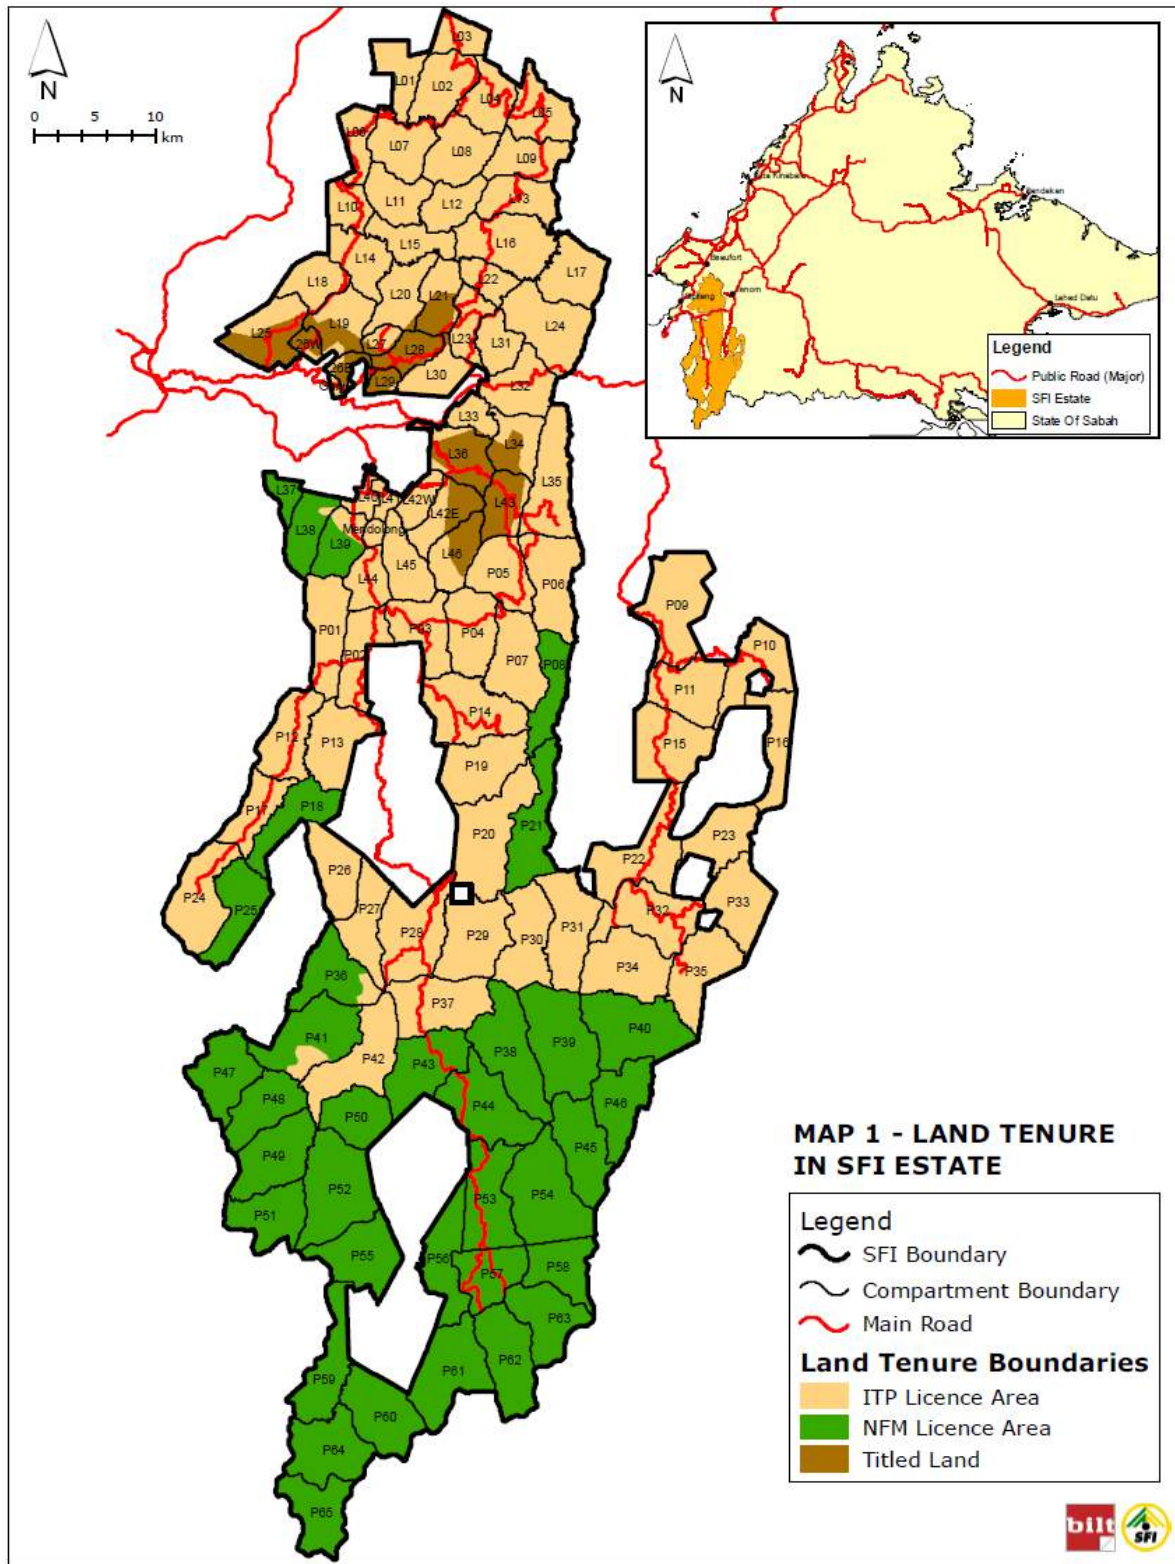 N
0 5 10
km
L03
L01
L02
L04
L05
L06
L07
L08
L09
L10
L11
L12
L13
L14
L15
L16
L17
L18
L19
L20
L21
L22
L23
L24
L25
26W
L27
L28
L29
L30
L31
L32
L33
L34
L35
L36
L37
L38
L39
L40
L41
L42W
L42E
L43
Mendolong
L44
L45
L46
P01
P02
P03
P04
P05
P06
P07
P08
P09
P10
P11
P12
P13
P14
P15
P16
P17
P18
P19
P20
P21
P22
P23
P24
P25
P26
P27
P28
P29
P30
P31
P32
P33
P34
P35
P36
P37
P38
P39
P40
P41
P42
P43
P44
P45
P46
P47
P48
P49
P50
P51
P52
P53
P54
P55
P56
P57
P58
P59
P60
P61
P62
P63
P64
P65
N
Beaufort
Lahad Datu
Legend
Public Road (Major)
SFI Estate
State Of Sabah
MAP 1 - LAND TENURE
IN SFI ESTATE
Legend
SFI Boundary
Compartment Boundary
Main Road
Land Tenure Boundaries
ITP Licence Area
NFM Licence Area
Titled Land
bilt
SFI